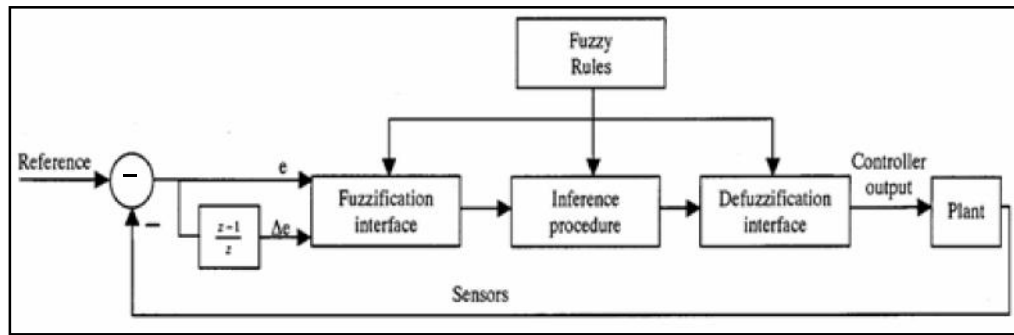 Fuzzy
Rules
Reference
−
−
e
z-1
z
Δe
Fuzzification
interface
Inference
procedure
Defuzzification
interface
Controller
output
Plant
Sensors